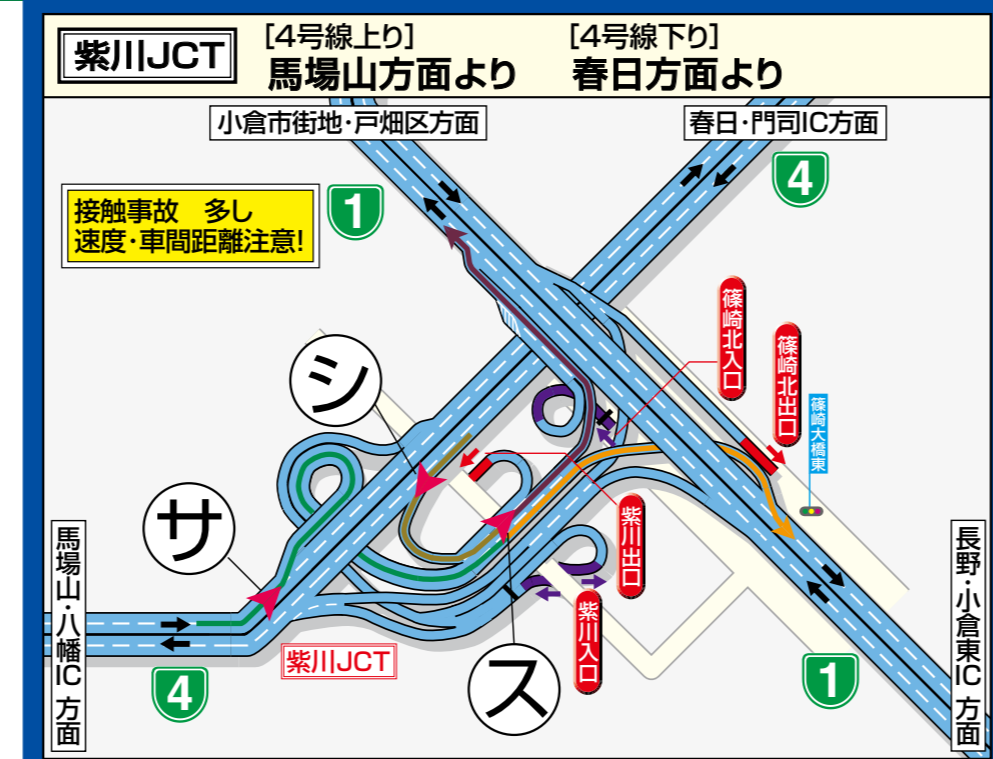 紫川JCT
[4号線上り]
馬場山方面より
[4号線下り]
春日方面より
小倉市街地・戸畑区方面
春日・門司IC方面
1
4
接触事故 多し
速度・車間距離注意!
篠崎北入口
篠崎北出口
篠崎大橋東
シ
サ
紫川出口
馬場山・八幡IC 方面
長野・小倉東IC 方面
紫川入口
紫川JCT
ス
4
1